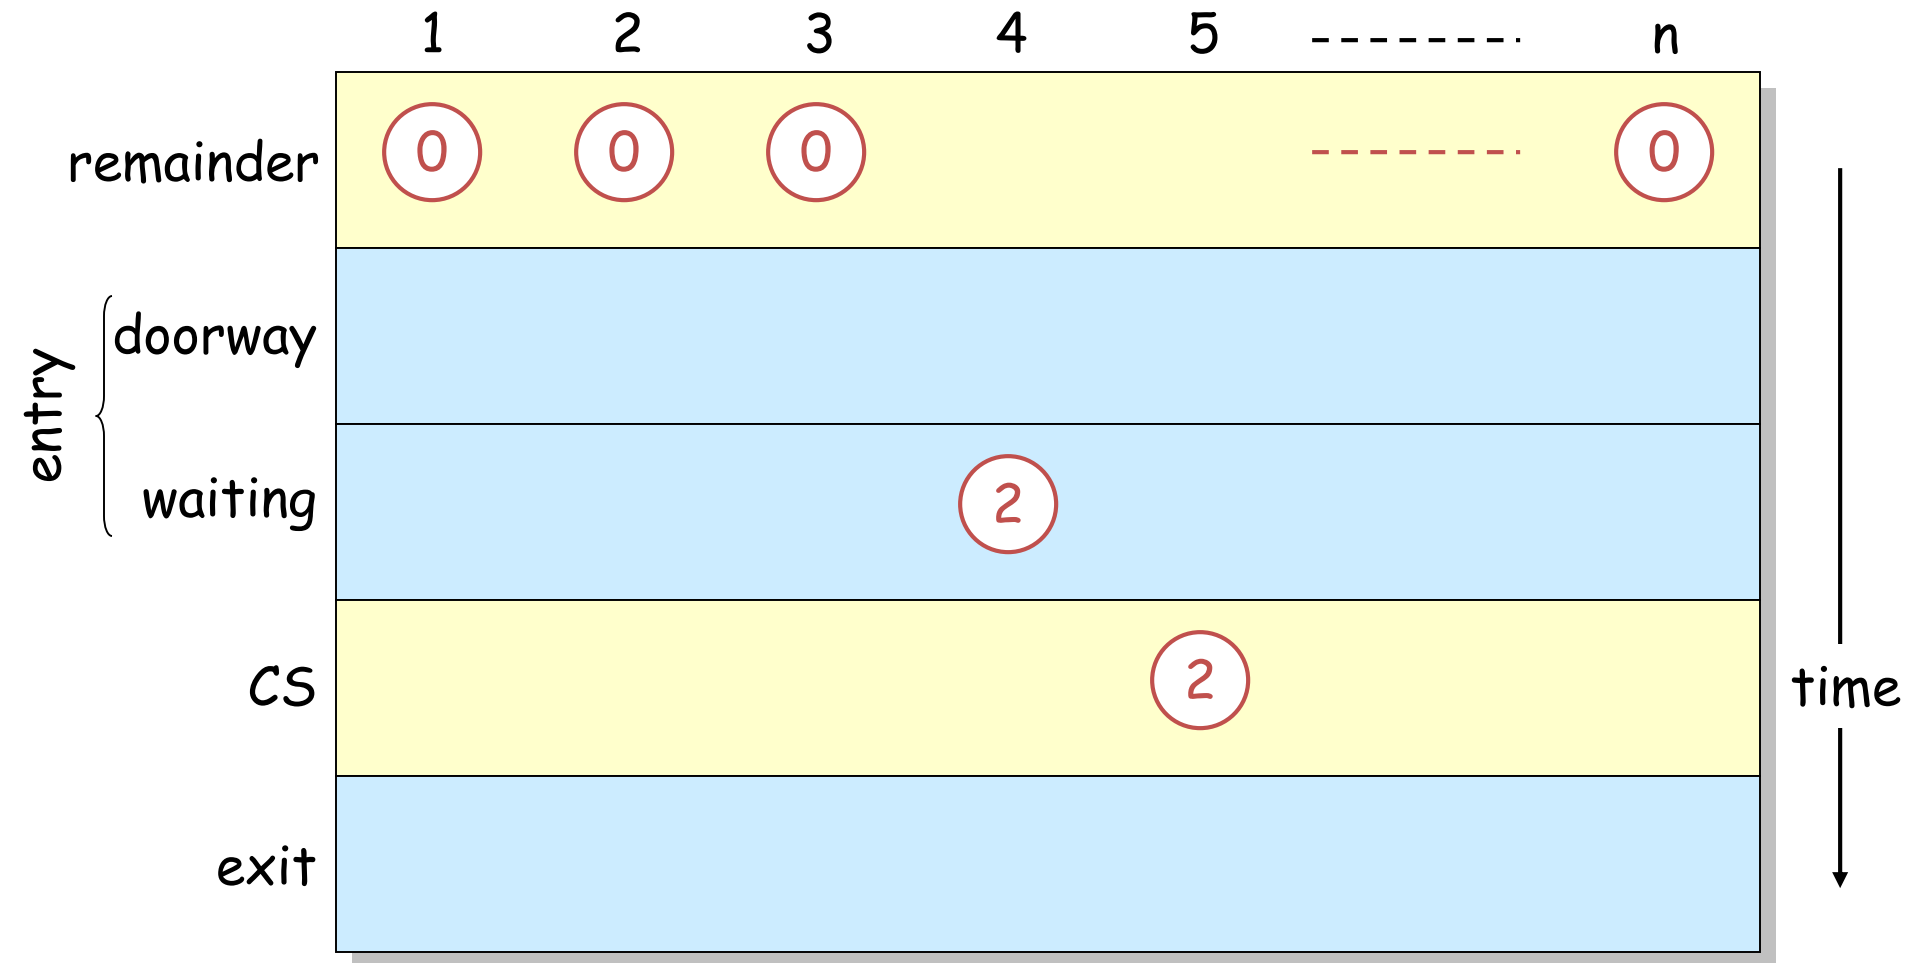 1 2 3 4 5 n
remainder 0 0 0 0
entry
doorway
waiting 2
CS 2
time
exit